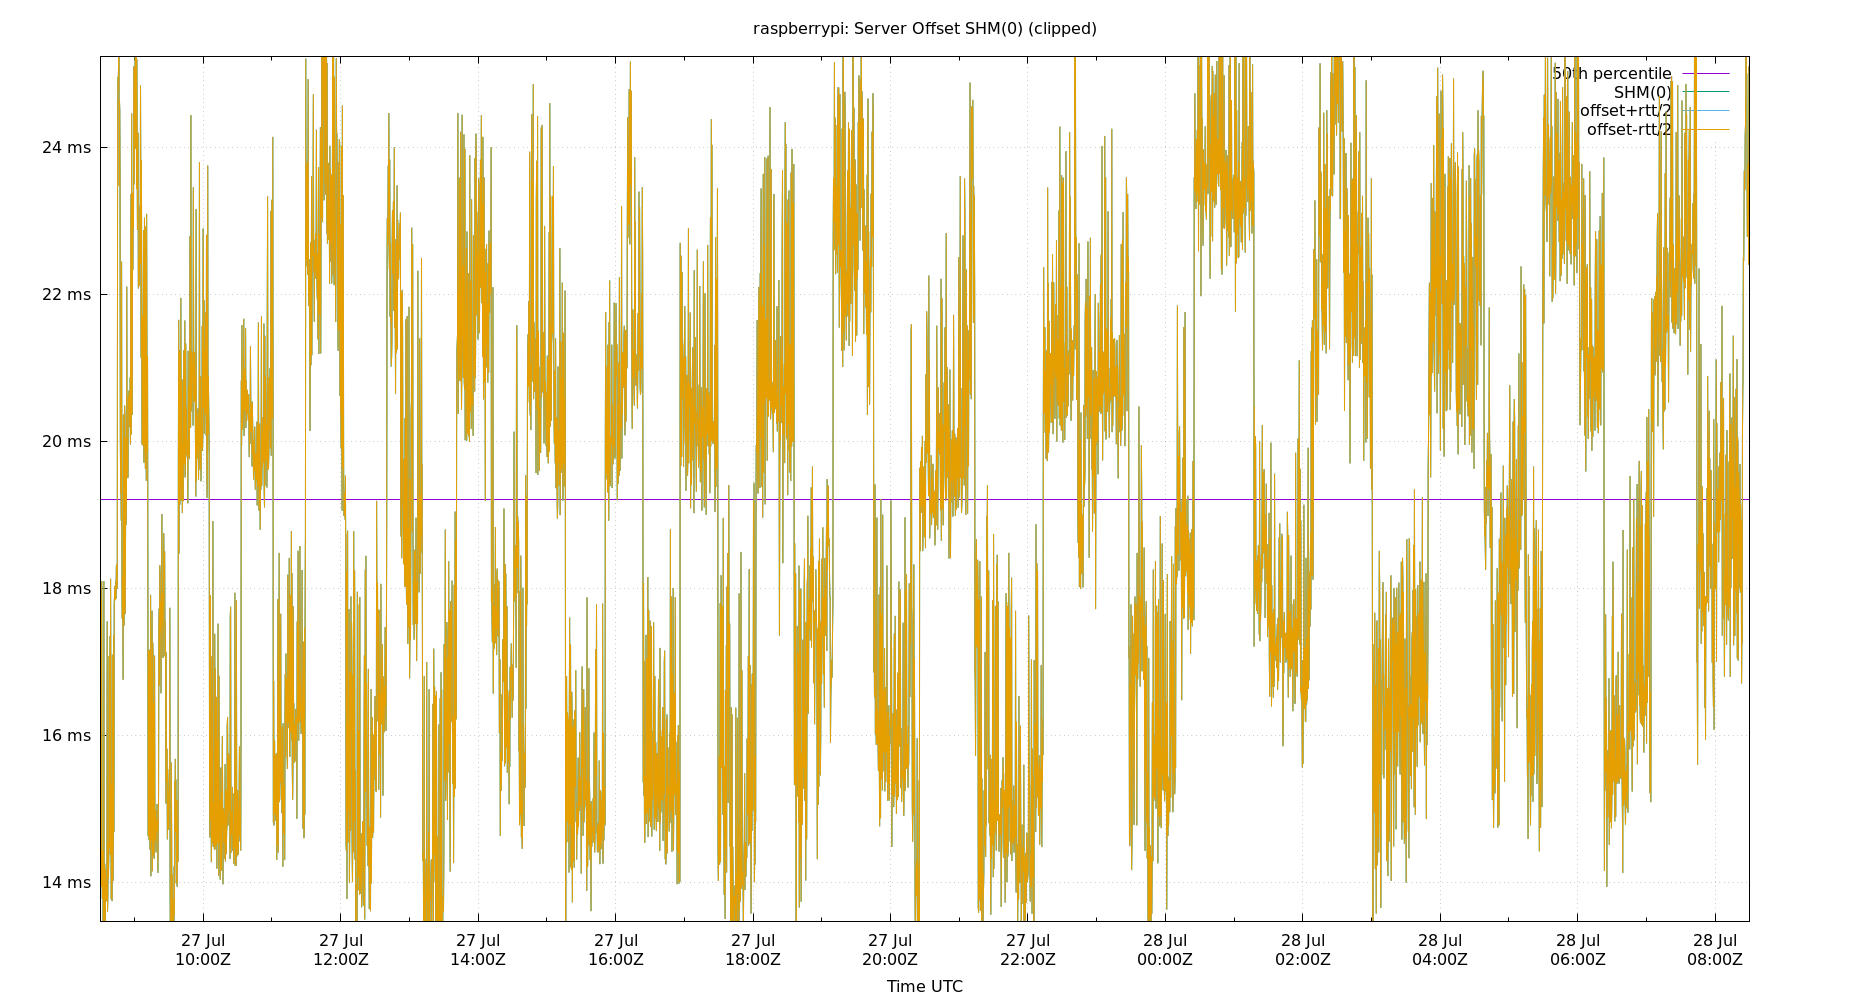 raspberrypi: Server Offset SHM(0) (clipped)
50th percentile
SHM(0)
offset+rtt/2
offset-rtt/2
24 ms
22 ms
20 ms
18 ms
16 ms
14 ms
27 Jul 27 Jul 27 Jul 27 Jul 27 Jul 27 Jul 27 Jul 28 Jul 28 Jul 28 Jul 28 Jul 28 Jul
10:00Z 12:00Z 14:00Z 16:00Z 18:00Z 20:00Z 22:00Z 00:00Z 02:00Z 04:00Z 06:00Z 08:00Z
Time UTC